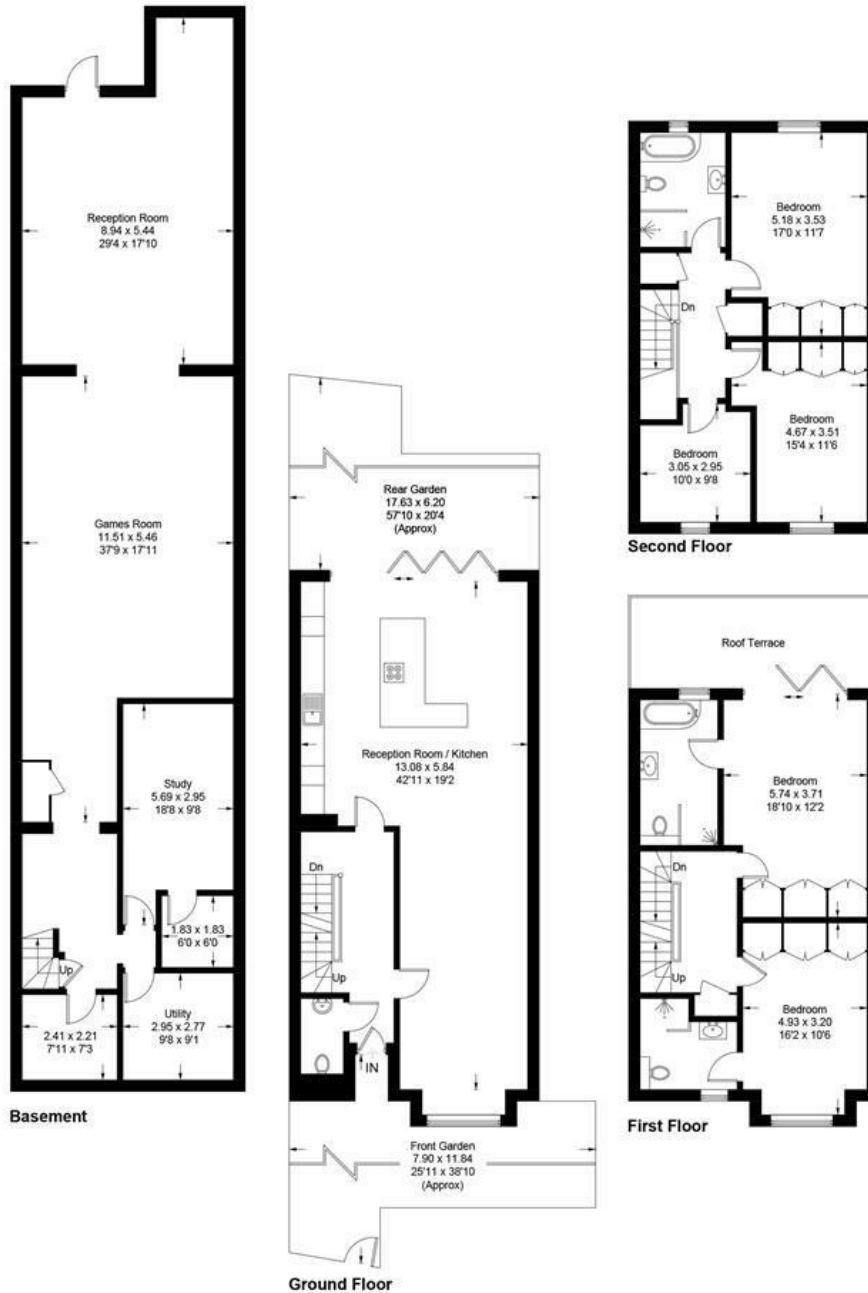 Reception Room
8.94 x 5.44
29'4 x 17'10
Games Room
11.51 x 5.46
37'9 x 17'11
Study
5.69 x 2.95
18'8 x 9'8
1.83 x 1.83
6'0 x 6'0
Up
2.41 x 2.21
7'11 x 7'3
Utility
2.95 x 2.77
9'8 x 9'1
Basement
Rear Garden
17.63 x 6.20
57'10 x 20'4
(Approx)
Reception Room / Kitchen
13.08 x 5.84
42'11 x 19'2
Dn
Up
IN
Front Garden
7.90 x 11.84
25'11 x 38'10
(Approx)
Ground Floor
Bedroom
5.18 x 3.53
17'0 x 11'7
Dn
Bedroom
4.67 x 3.51
15'4 x 11'6
Bedroom
3.05 x 2.95
10'0 x 9'8
Second Floor
Roof Terrace
Bedroom
5.74 x 3.71
18'10 x 12'2
Dn
Up
Bedroom
4.93 x 3.20
16'2 x 10'6
First Floor